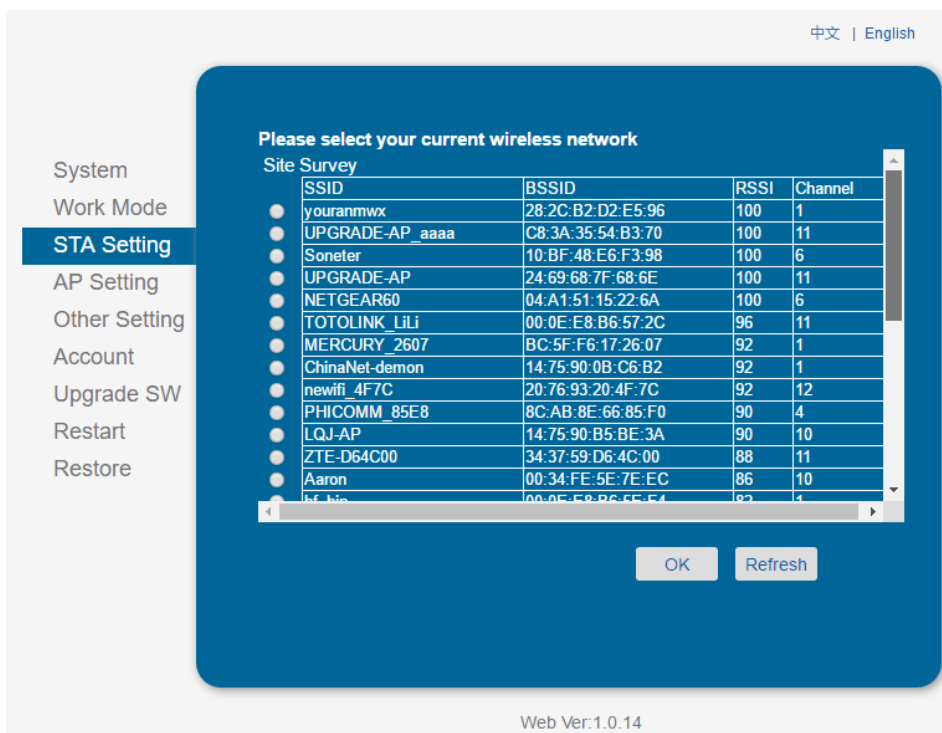 中文 | English
Please select your current wireless network
System
Work Mode
STA Setting
AP Setting
Other Setting
Account
Upgrade SW
Restart
Restore
Site Survey
SSID BSSID RSSI Channel
youranmwx 28:2C:B2:D2:E5:96 100 1
UPGRADE-AP_aaaa C8:3A:35:54:B3:70 100 11
Soneter 10:BF:48:E6:F3:98 100 6
UPGRADE-AP 24:69:68:7F:68:6E 100 11
NETGEAR60 04:A1:51:15:22:6A 100 6
TOTOLINK_LiLi 00:0E:E8:B6:57:2C 96 11
MERCURY_2607 BC:5F:F6:17:26:07 92 1
ChinaNet-demon 14:75:90:0B:C6:B2 92 1
newifi_4F7C 20:76:93:20:4F:7C 92 12
PHICOMM_85E8 8C:AB:8E:66:85:F0 90 4
LQJ-AP 14:75:90:B5:BE:3A 90 10
ZTE-D64C00 34:37:59:D6:4C:00 88 11
Aaron 00:34:FE:5E:7E:EC 86 10
OK Refresh
Web Ver:1.0.14